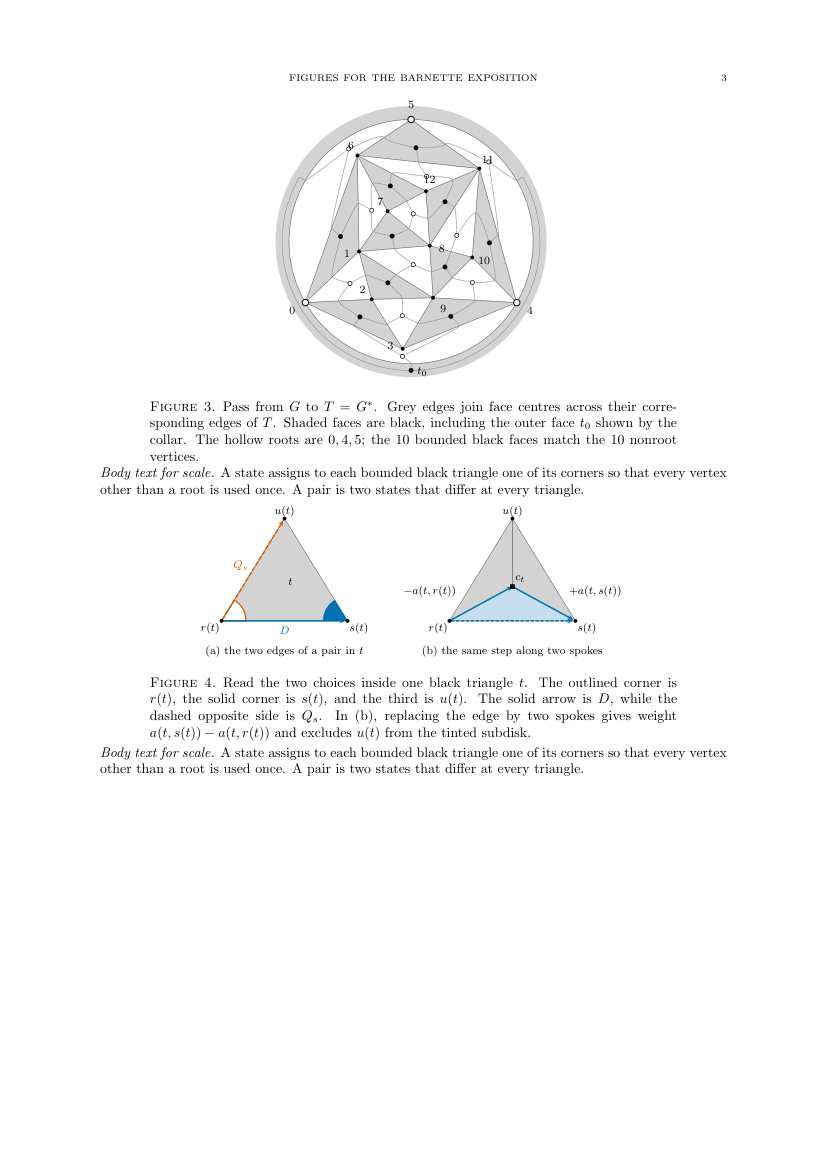 FIGURES FOR THE BARNETTE EXPOSITION 3
5
6
11
12
7
8
1
10
2
9
0
4
3
t₀
FIGURE 3. Pass from G to T = G*. Grey edges join face centres across their corre-
sponding edges of T. Shaded faces are black, including the outer face t₀ shown by the
collar. The hollow roots are 0, 4, 5; the 10 bounded black faces match the 10 nonroot
vertices.
Body text for scale. A state assigns to each bounded black triangle one of its corners so that every vertex
other than a root is used once. A pair is two states that differ at every triangle.
u(t)
Qₛ
t
r(t)
D
s(t)
(a) the two edges of a pair in t
u(t)
cₜ
−a(t, r(t))
+a(t, s(t))
r(t)
s(t)
(b) the same step along two spokes
FIGURE 4. Read the two choices inside one black triangle t. The outlined corner is
r(t), the solid corner is s(t), and the third is u(t). The solid arrow is D, while the
dashed opposite side is Qₛ. In (b), replacing the edge by two spokes gives weight
a(t, s(t)) − a(t, r(t)) and excludes u(t) from the tinted subdisk.
Body text for scale. A state assigns to each bounded black triangle one of its corners so that every vertex
other than a root is used once. A pair is two states that differ at every triangle.